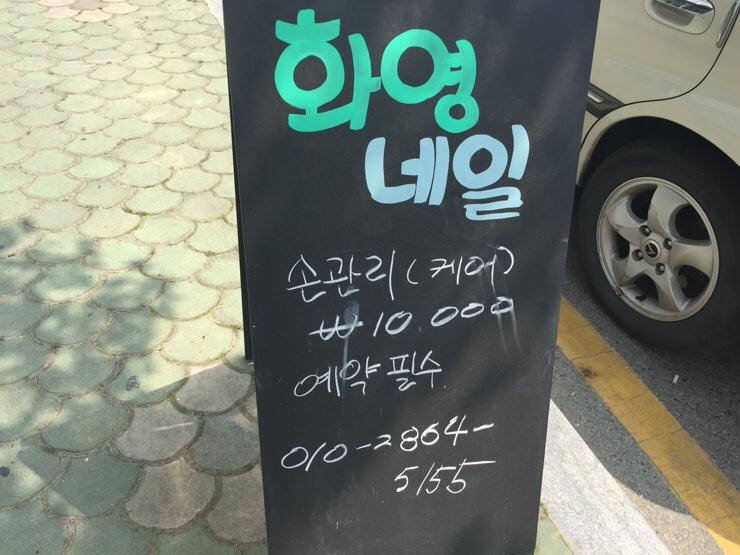 화영
네일
손관리(케어)
₩10.000
예약필수
010-2864-
5155